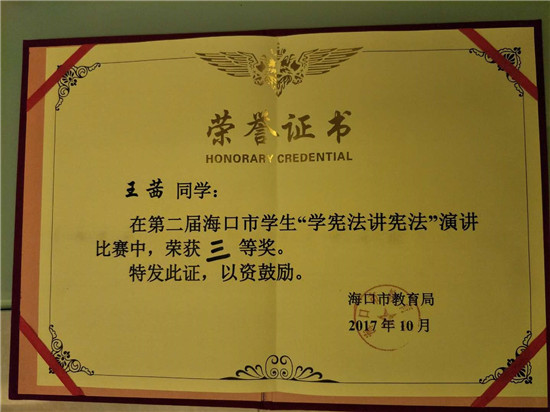 荣誉证书
HONORARY CREDENTIAL
王茜 同学：
在第二届海口市学生“学宪法讲宪法”演讲
比赛中，荣获 三 等奖。
特发此证，以资鼓励。
海口市教育局
2017年10月